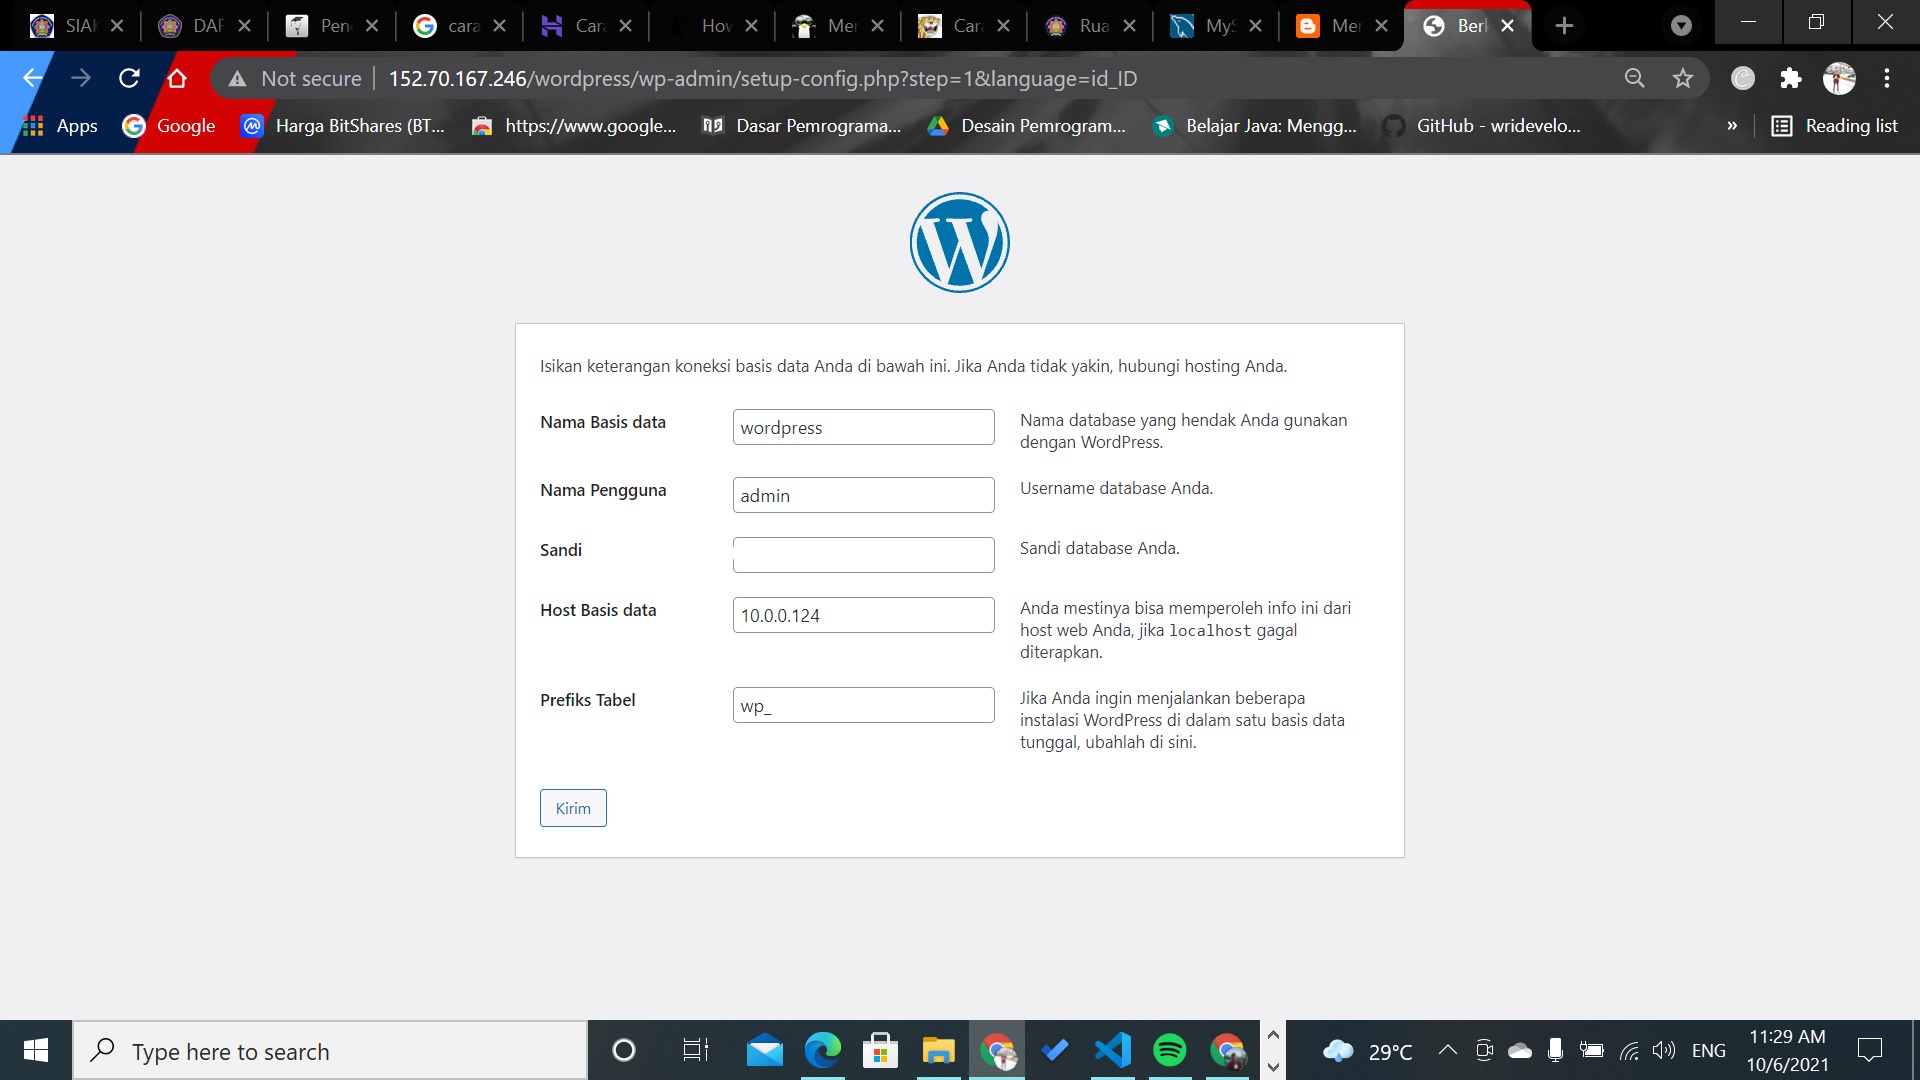 SIAK
DAF
Pen
cara
Cara
How
Mer
Cara
Rua
MyS
Mer
Berk
Not secure
152.70.167.246/wordpress/wp-admin/setup-config.php?step=1&language=id_ID
Apps
Google
Harga BitShares (BT...
https://www.google...
Dasar Pemrograma...
Desain Pemrogram...
Belajar Java: Mengg...
GitHub - wridevelo...
»
Reading list
Isikan keterangan koneksi basis data Anda di bawah ini. Jika Anda tidak yakin, hubungi hosting Anda.
Nama Basis data
wordpress
Nama database yang hendak Anda gunakan
dengan WordPress.
Nama Pengguna
admin
Username database Anda.
Sandi
Sandi database Anda.
Host Basis data
10.0.0.124
Anda mestinya bisa memperoleh info ini dari
host web Anda, jika localhost gagal
diterapkan.
Prefiks Tabel
wp_
Jika Anda ingin menjalankan beberapa
instalasi WordPress di dalam satu basis data
tunggal, ubahlah di sini.
Kirim
Type here to search
29°C
ENG
11:29 AM
10/6/2021